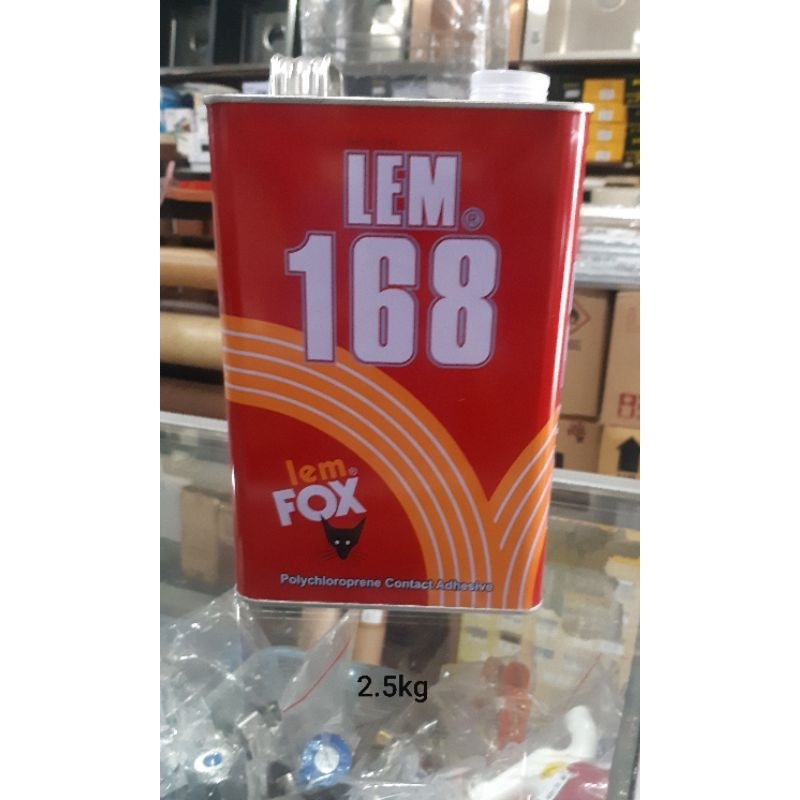 LEM®
168
lem®
FOX
Polychloroprene Contact Adhesive
2.5kg